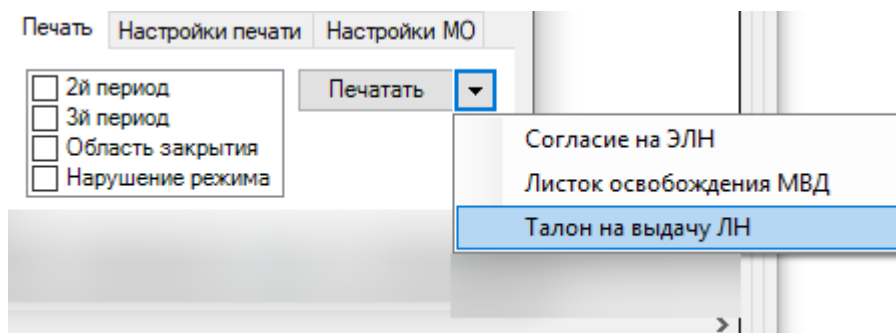 Печать Настройки печати Настройки МО
2й период
3й период
Область закрытия
Нарушение режима
Печатать
Согласие на ЭЛН
Листок освобождения МВД
Талон на выдачу ЛН